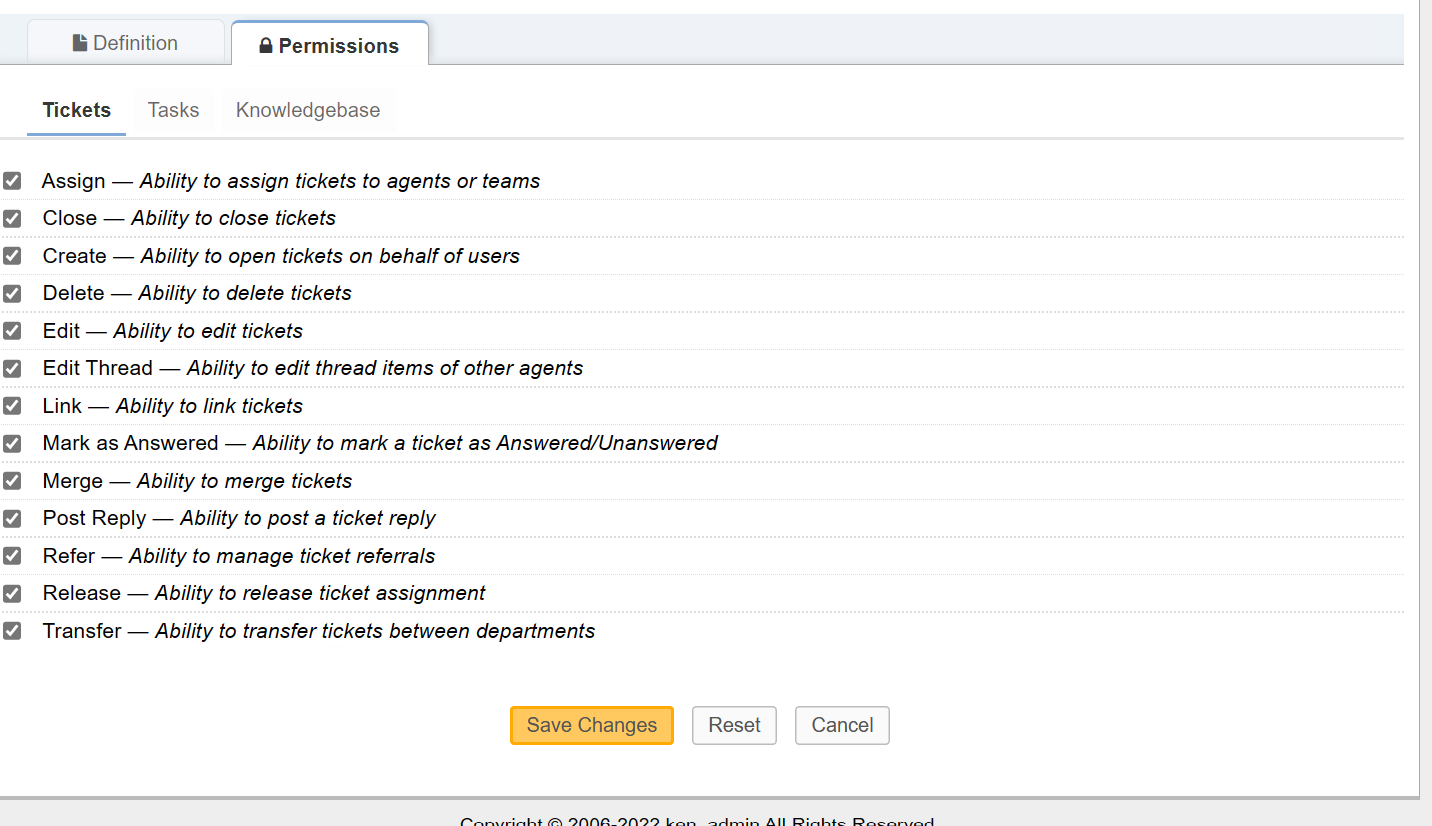 Definition
Permissions
Tickets
Tasks
Knowledgebase
Assign — Ability to assign tickets to agents or teams
Close — Ability to close tickets
Create — Ability to open tickets on behalf of users
Delete — Ability to delete tickets
Edit — Ability to edit tickets
Edit Thread — Ability to edit thread items of other agents
Link — Ability to link tickets
Mark as Answered — Ability to mark a ticket as Answered/Unanswered
Merge — Ability to merge tickets
Post Reply — Ability to post a ticket reply
Refer — Ability to manage ticket referrals
Release — Ability to release ticket assignment
Transfer — Ability to transfer tickets between departments
Save Changes
Reset
Cancel
Copyright © 2006-2022 ken_admin All Rights Reserved.